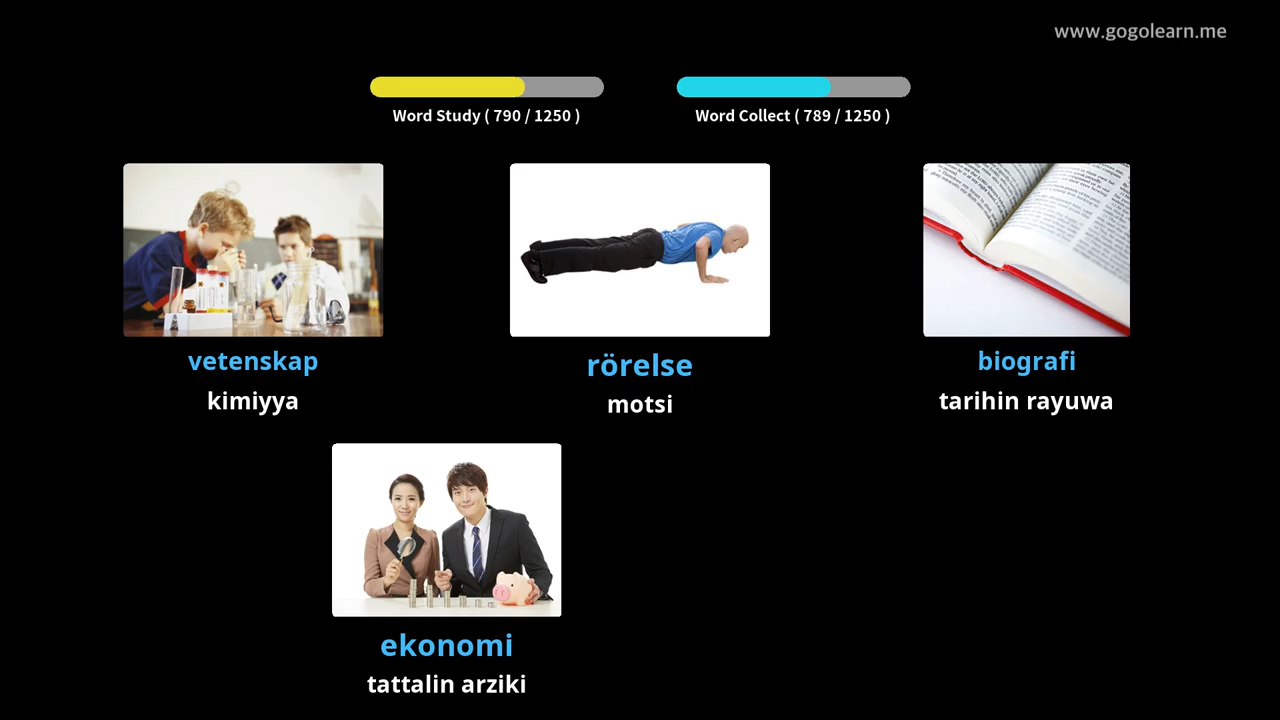 www.gogolearn.me
Word Study ( 790 / 1250 )
Word Collect ( 789 / 1250 )
vetenskap
kimiyya
rörelse
motsi
biografi
tarihin rayuwa
ekonomi
tattalin arziki